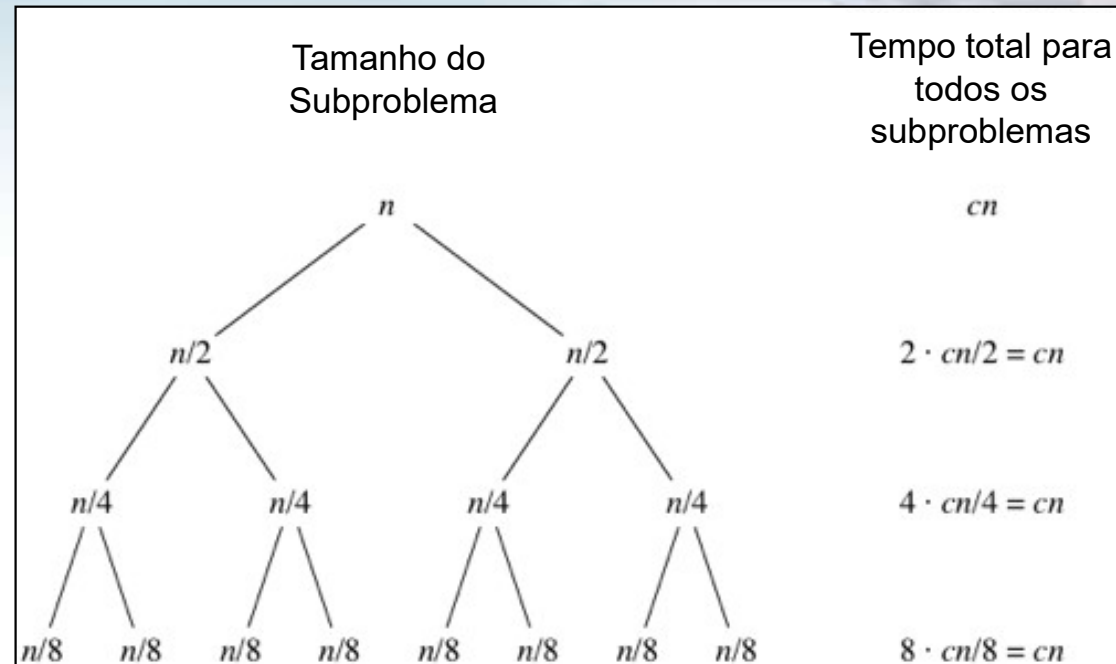 Tamanho do
Subproblema
Tempo total para
todos os
subproblemas
n cn
n/2 n/2 2 · cn/2 = cn
n/4 n/4 n/4 n/4 4 · cn/4 = cn
n/8 n/8 n/8 n/8 n/8 n/8 n/8 n/8 8 · cn/8 = cn